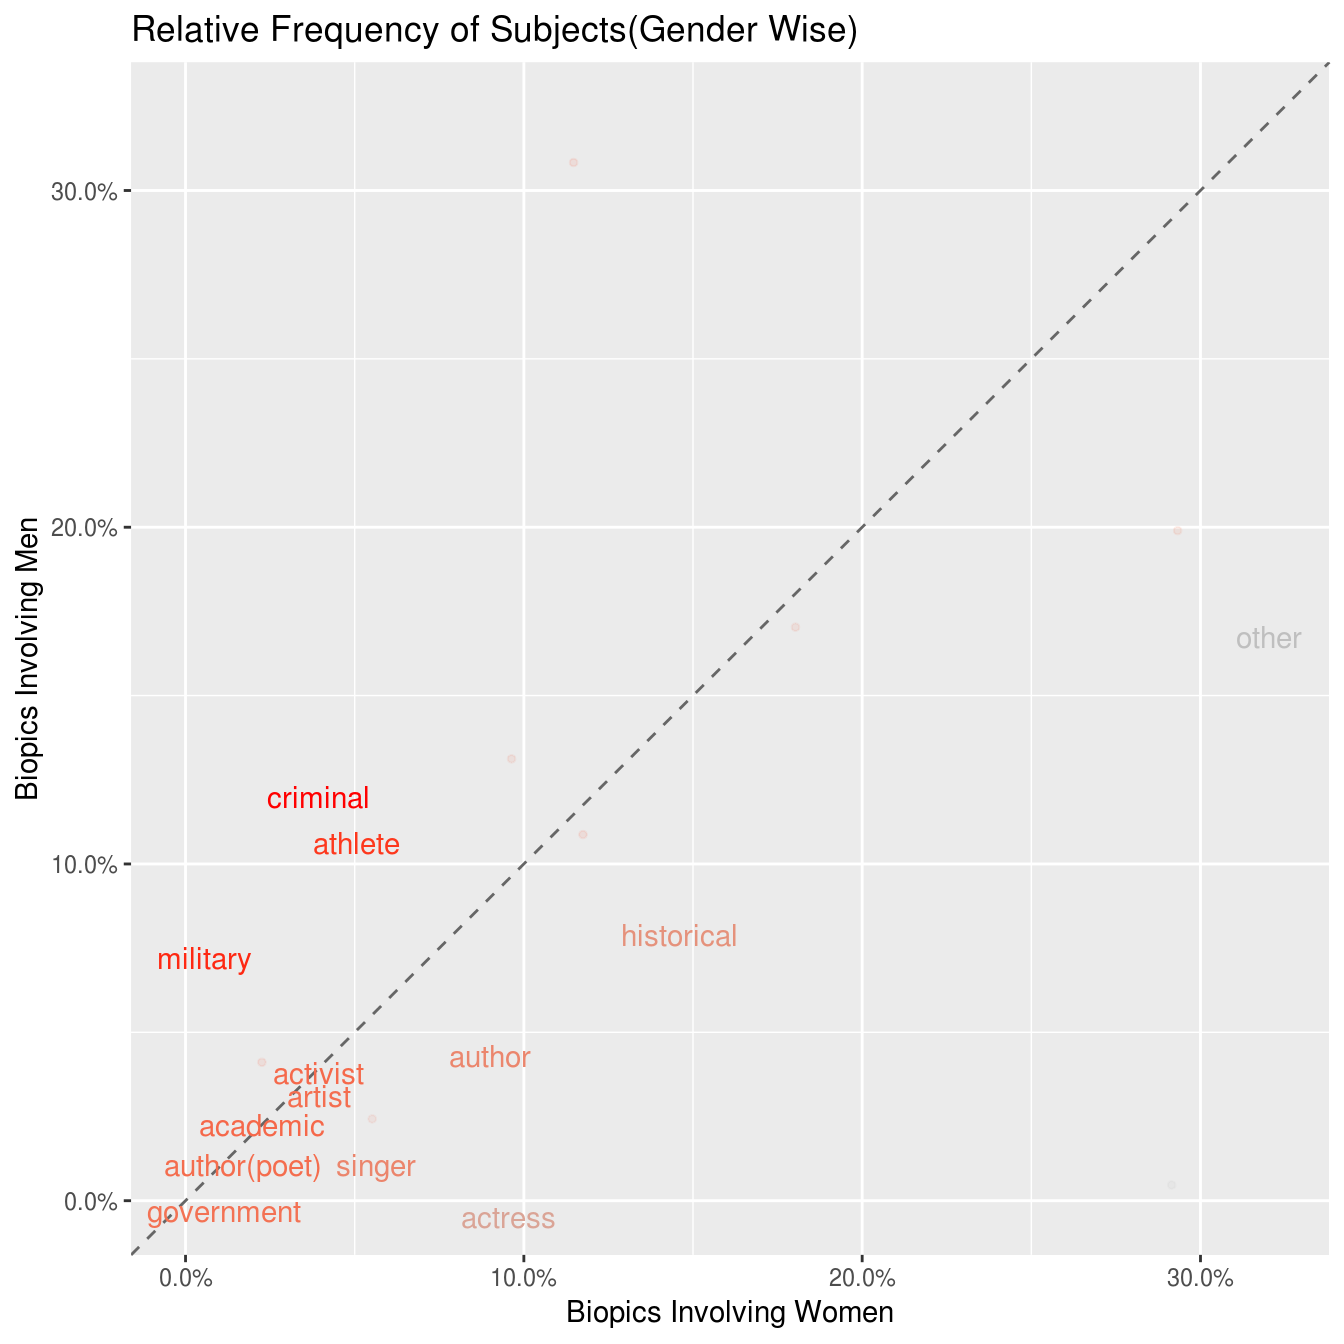 Relative Frequency of Subjects(Gender Wise)
30.0%
20.0%
other
criminal
athlete
10.0%
historical
military
author
activist
artist
academic
author(poet) singer
0.0%
government
actress
0.0% 10.0% 20.0% 30.0%
Biopics Involving Women
Biopics Involving Men